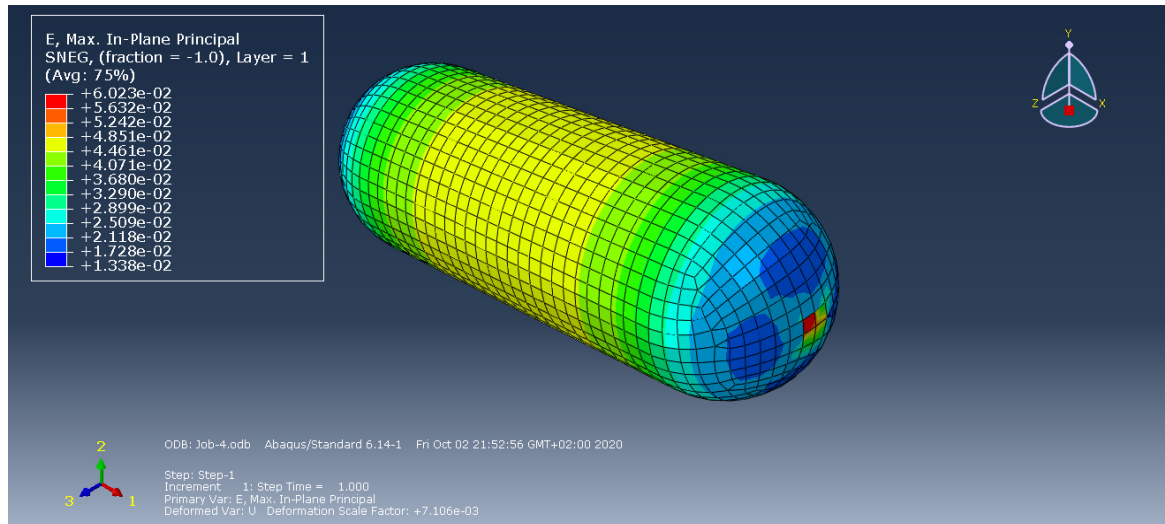 E, Max. In-Plane Principal
SNEG, (fraction = -1.0), Layer = 1
(Avg: 75%)
+6.023e-02
+5.632e-02
+5.242e-02
+4.851e-02
+4.461e-02
+4.071e-02
+3.680e-02
+3.290e-02
+2.899e-02
+2.509e-02
+2.118e-02
+1.728e-02
+1.338e-02
Y
Z X
2
3 1
ODB: Job-4.odb Abaqus/Standard 6.14-1 Fri Oct 02 21:52:56 GMT+02:00 2020
Step: Step-1
Increment 1: Step Time = 1.000
Primary Var: E, Max. In-Plane Principal
Deformed Var: U Deformation Scale Factor: +7.106e-03